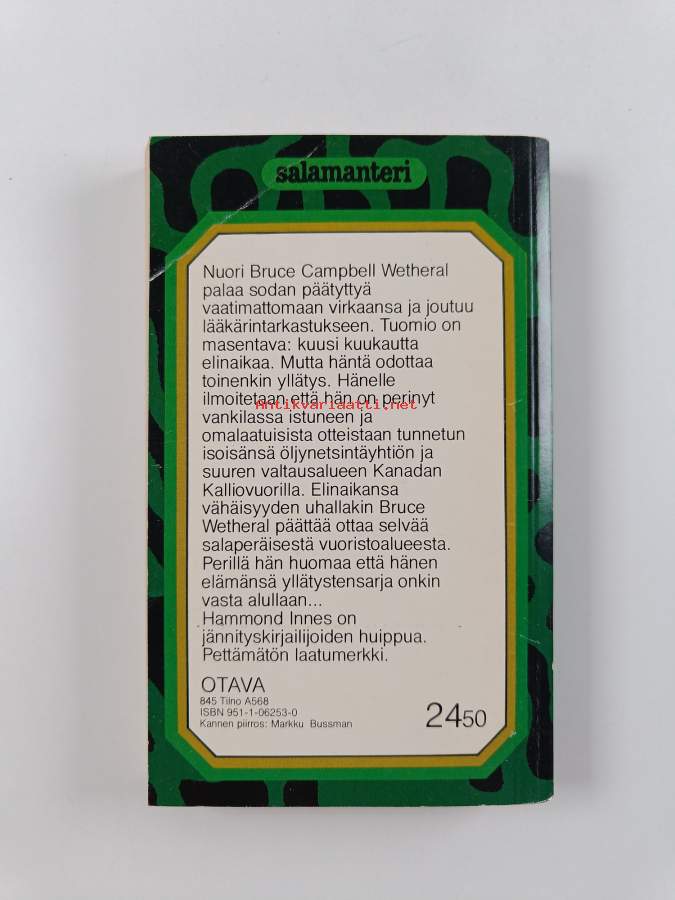 salamanteri
Nuori Bruce Campbell Wetheral
palaa sodan päätyttyä
vaatimattomaan virkaansa ja joutuu
lääkärintarkastukseen. Tuomio on
masentava: kuusi kuukautta
elinaikaa. Mutta häntä odottaa
toinenkin yllätys. Hänelle
ilmoitetaan että hän on perinyt
Antikvariaatti.net
vankilassa istuneen ja
omalaatuisista otteistaan tunnetun
isoisänsä öljynetsintäyhtiön ja
suuren valtausalueen Kanadan
Kalliovuorilla. Elinaikansa
vähäisyyden uhallakin Bruce
Wetheral päättää ottaa selvää
salaperäisestä vuoristoalueesta.
Perillä hän huomaa että hänen
elämänsä yllätystensarja onkin
vasta alullaan...
Hammond Innes on
jännityskirjailijoiden huippua.
Pettämätön laatumerkki.
OTAVA
845 Tilno A568
ISBN 951-1-06253-0
Kannen piirros: Markku Bussman
2450